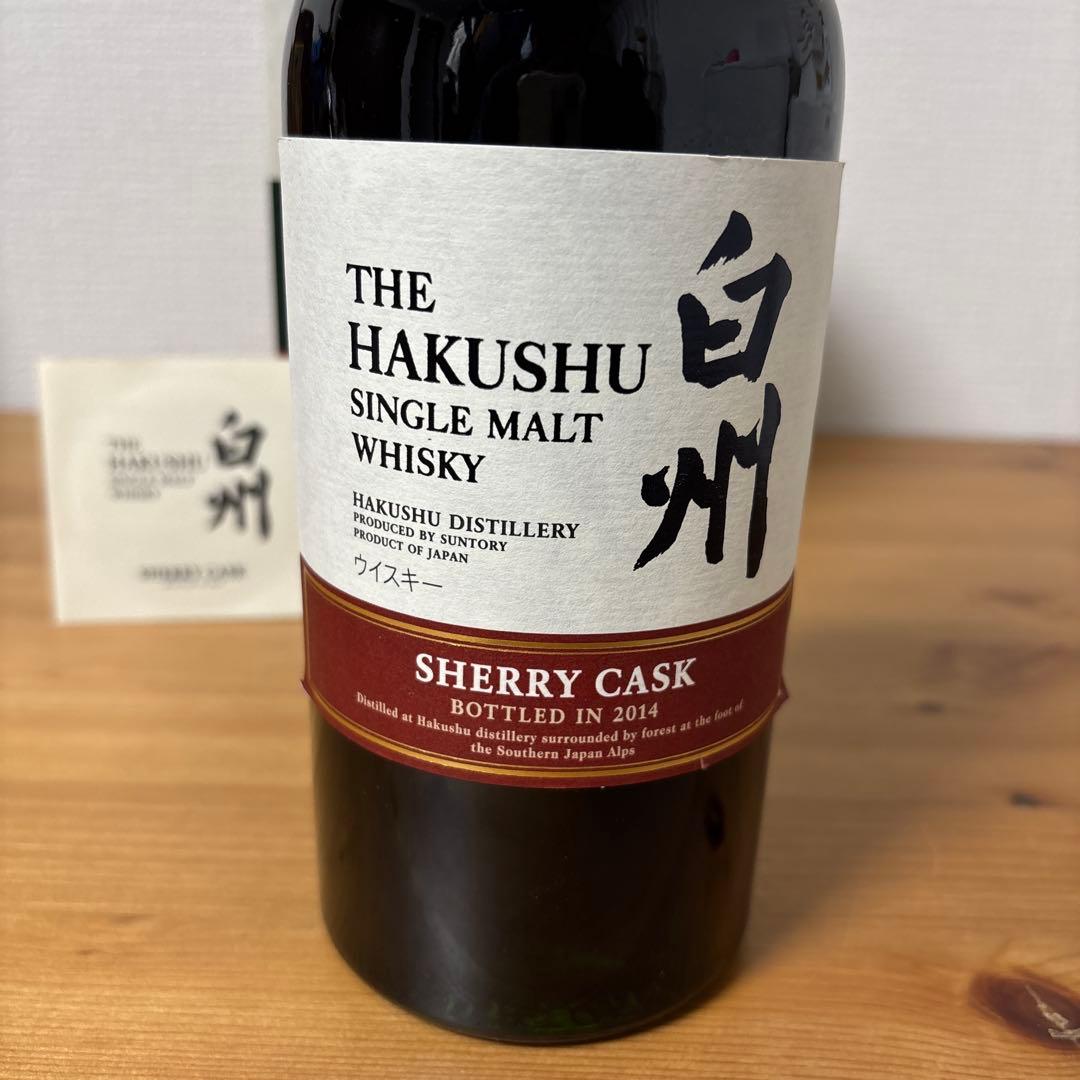 THE
HAKUSHU
SINGLE MALT
WHISKY
白州
HAKUSHU DISTILLERY
PRODUCED BY SUNTORY
PRODUCT OF JAPAN
ウイスキー
SHERRY CASK
BOTTLED IN 2014
Distilled at Hakushu distillery surrounded by forest at the foot of
the Southern Japan Alps
THE
HAKUSHU
SINGLE MALT
WHISKY
白州
SHERRY CASK